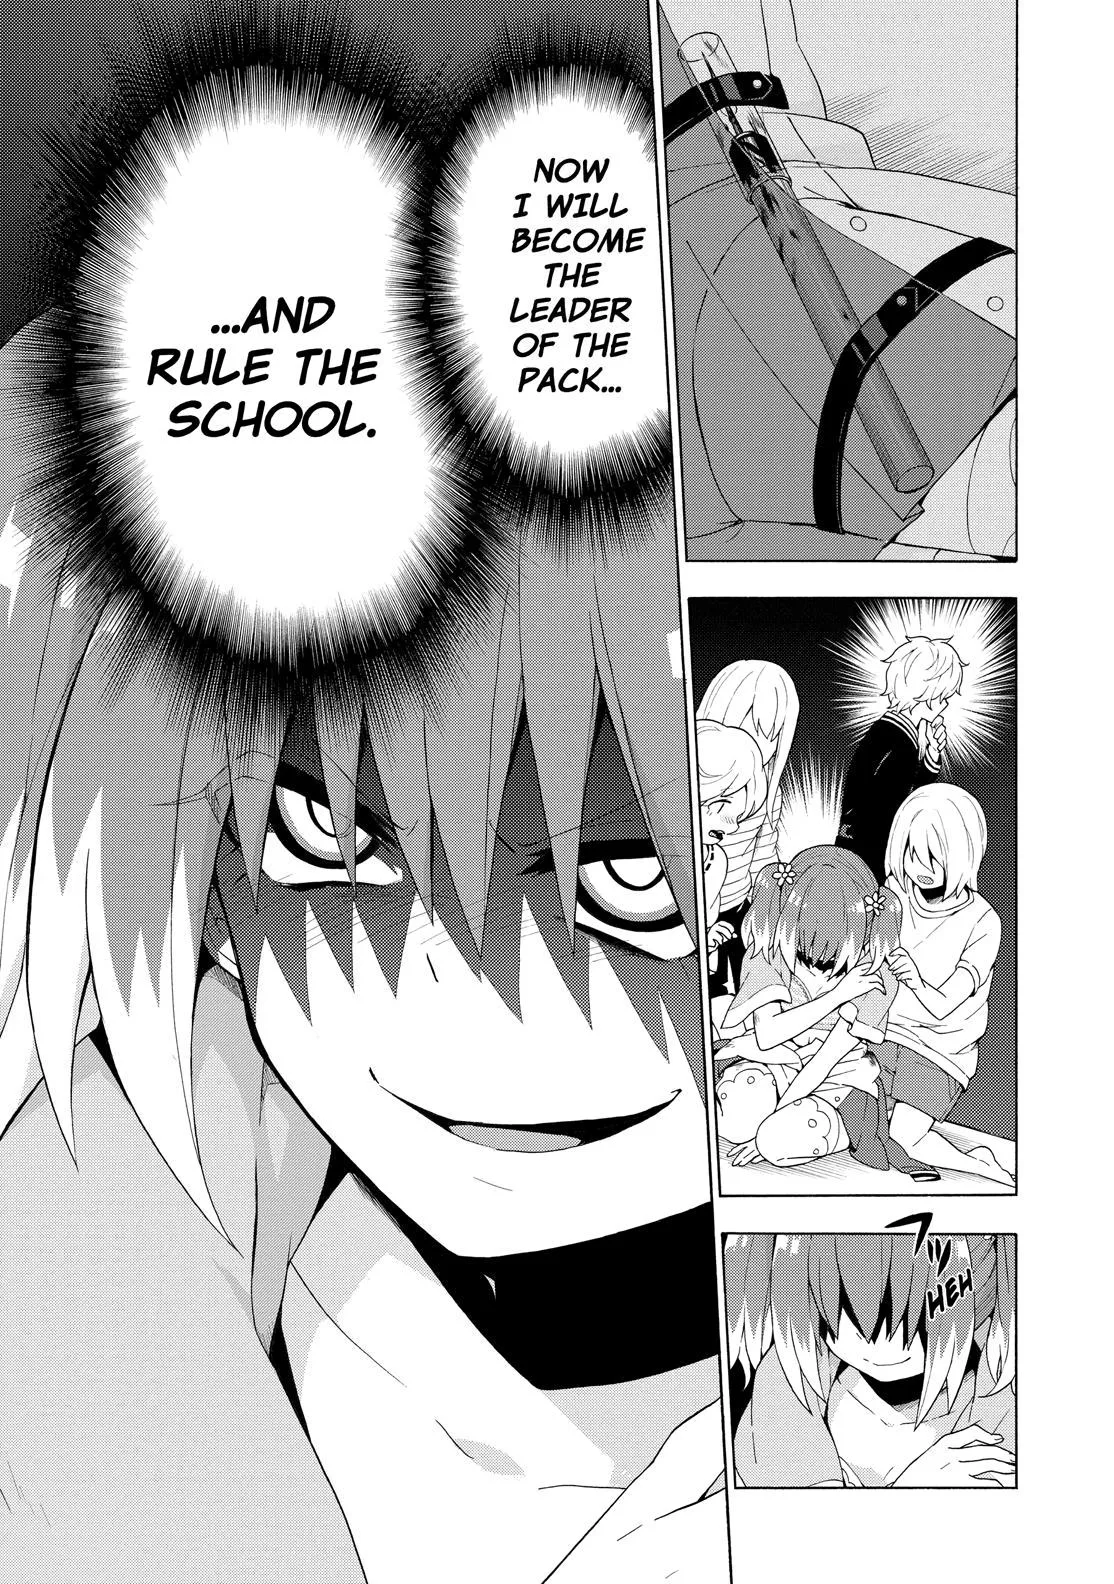 フッ
HEH
NOW
I WILL
BECOME
THE
LEADER
OF THE
PACK...
...AND
RULE THE
SCHOOL.